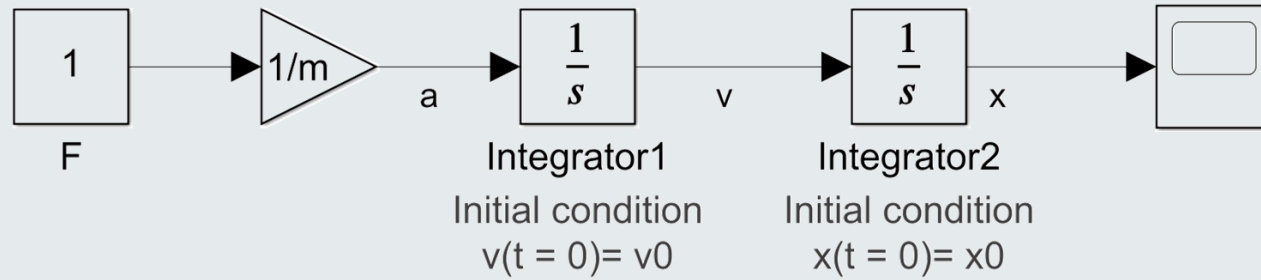 1
F
1/m
a
1
s
Integrator1
Initial condition
v(t = 0)= v0
v
1
s
Integrator2
Initial condition
x(t = 0)= x0
x